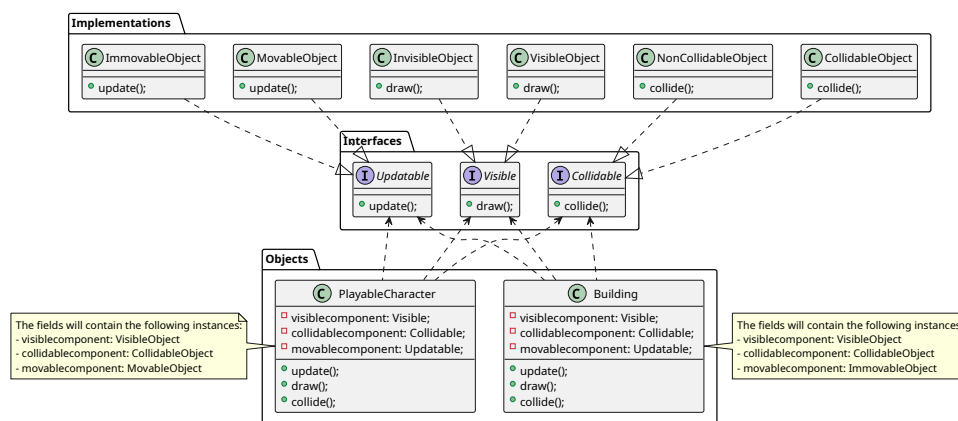 Implementations
C ImmovableObject
update();
C MovableObject
update();
C InvisibleObject
draw();
C VisibleObject
draw();
C NonCollidableObject
collide();
C CollidableObject
collide();
Interfaces
I Updatable
update();
I Visible
draw();
I Collidable
collide();
Objects
C PlayableCharacter
visiblecomponent: Visible;
collidablecomponent: Collidable;
movablecomponent: Updatable;
update();
draw();
collide();
C Building
visiblecomponent: Visible;
collidablecomponent: Collidable;
movablecomponent: Updatable;
update();
draw();
collide();
The fields will contain the following instances:
- visiblecomponent: VisibleObject
- collidablecomponent: CollidableObject
- movablecomponent: MovableObject
The fields will contain the following instances
- visiblecomponent: VisibleObject
- collidablecomponent: CollidableObject
- movablecomponent: ImmovableObject